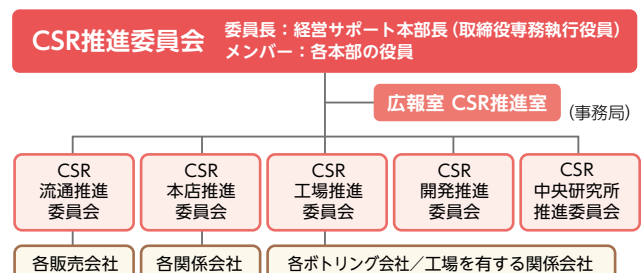 CSR推進委員会
委員長：経営サポート本部長（取締役専務執行役員）
メンバー：各本部の役員
広報室 CSR推進室
（事務局）
CSR
流通推進
委員会
CSR
本店推進
委員会
CSR
工場推進
委員会
CSR
開発推進
委員会
CSR
中央研究所
推進委員会
各販売会社
各関係会社
各ボトリング会社／工場を有する関係会社